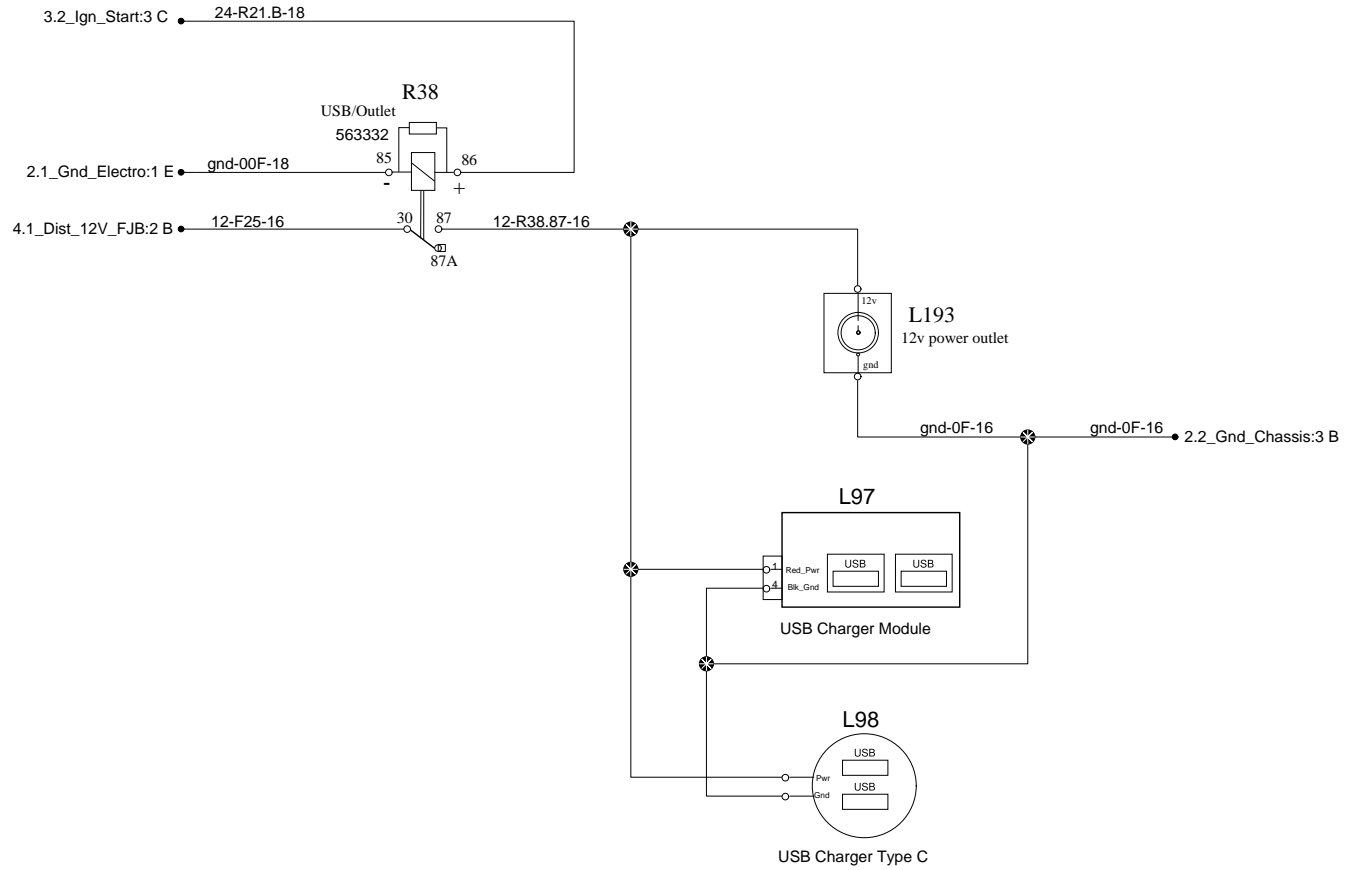 3.2_Ign_Start:3 C
24-R21.B-18
R38
USB/Outlet
563332
85
86
-
+
2.1_Gnd_Electro:1 E
gnd-00F-18
4.1_Dist_12V_FJB:2 B
12-F25-16
30
87
12-R38.87-16
87A
12v
L193
12v power outlet
gnd
gnd-0F-16
gnd-0F-16
2.2_Gnd_Chassis:3 B
L97
1
Red_Pwr
USB
USB
4
Blk_Gnd
USB Charger Module
L98
USB
Pwr
USB
Gnd
USB Charger Type C